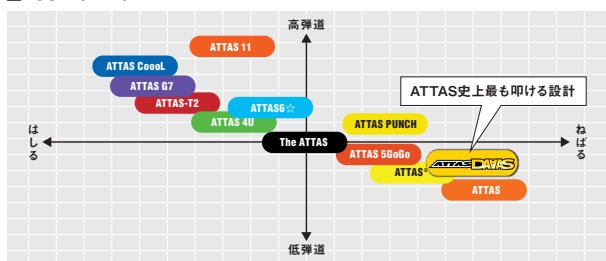 高弾道
ATTAS 11
ATTAS CoooL
ATTAS G7
ATTAS-T2
ATTAS6☆
ATTAS 4U
ATTAS史上最も叩ける設計
ATTAS PUNCH
はしる
The ATTAS
ねばる
ATTAS 5GoGo
ATTAS³
ATTAS DAAAS
ATTAS
低弾道